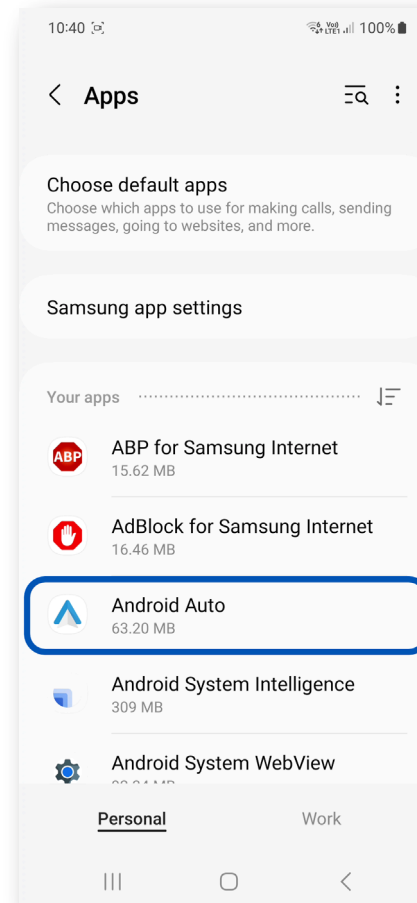 10:40
100%
Apps
Choose default apps
Choose which apps to use for making calls, sending
messages, going to websites, and more.
Samsung app settings
Your apps
ABP
ABP for Samsung Internet
15.62 MB
AdBlock for Samsung Internet
16.46 MB
Android Auto
63.20 MB
Android System Intelligence
309 MB
Android System WebView
Personal
Work